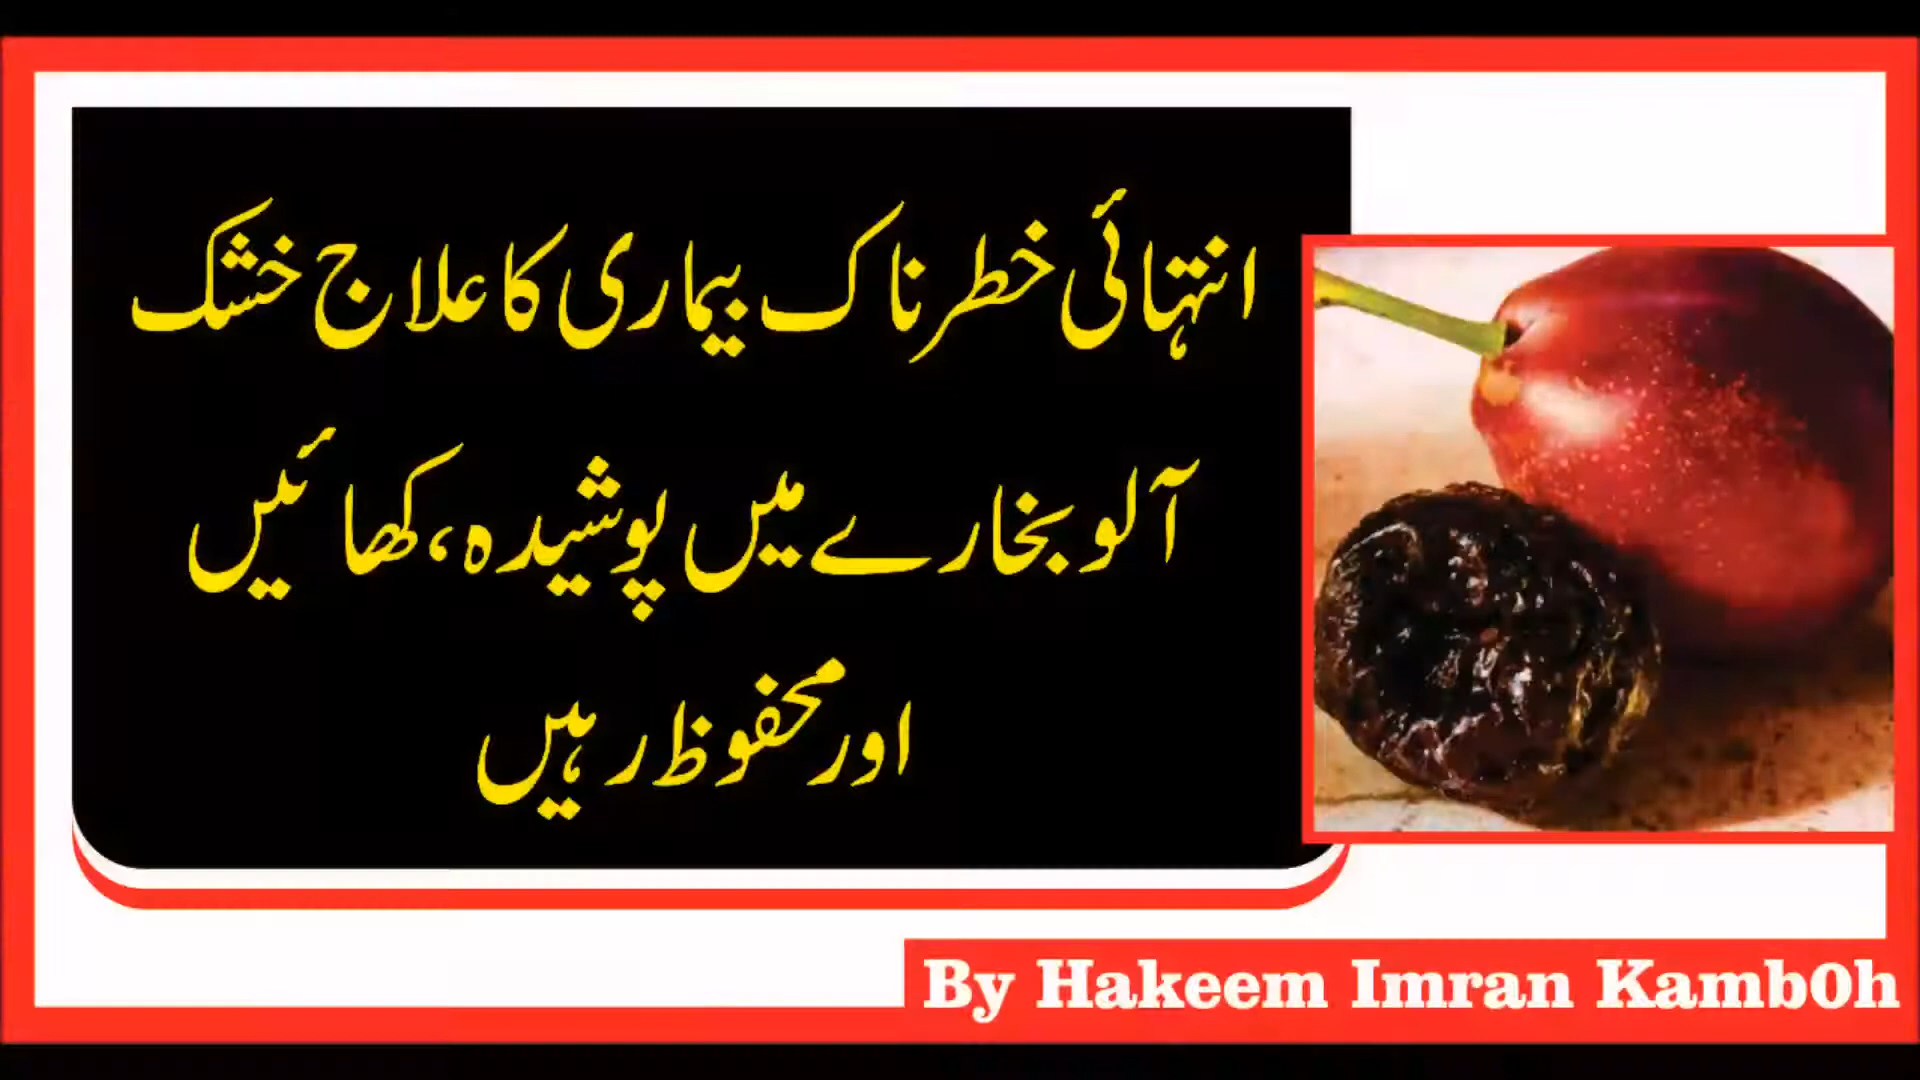 انتہائی خطرناک بیماری کا علاج خشک
آلو بخارے میں پوشیدہ، کھائیں
اور محفوظ رہیں
By Hakeem Imran Kamb0h